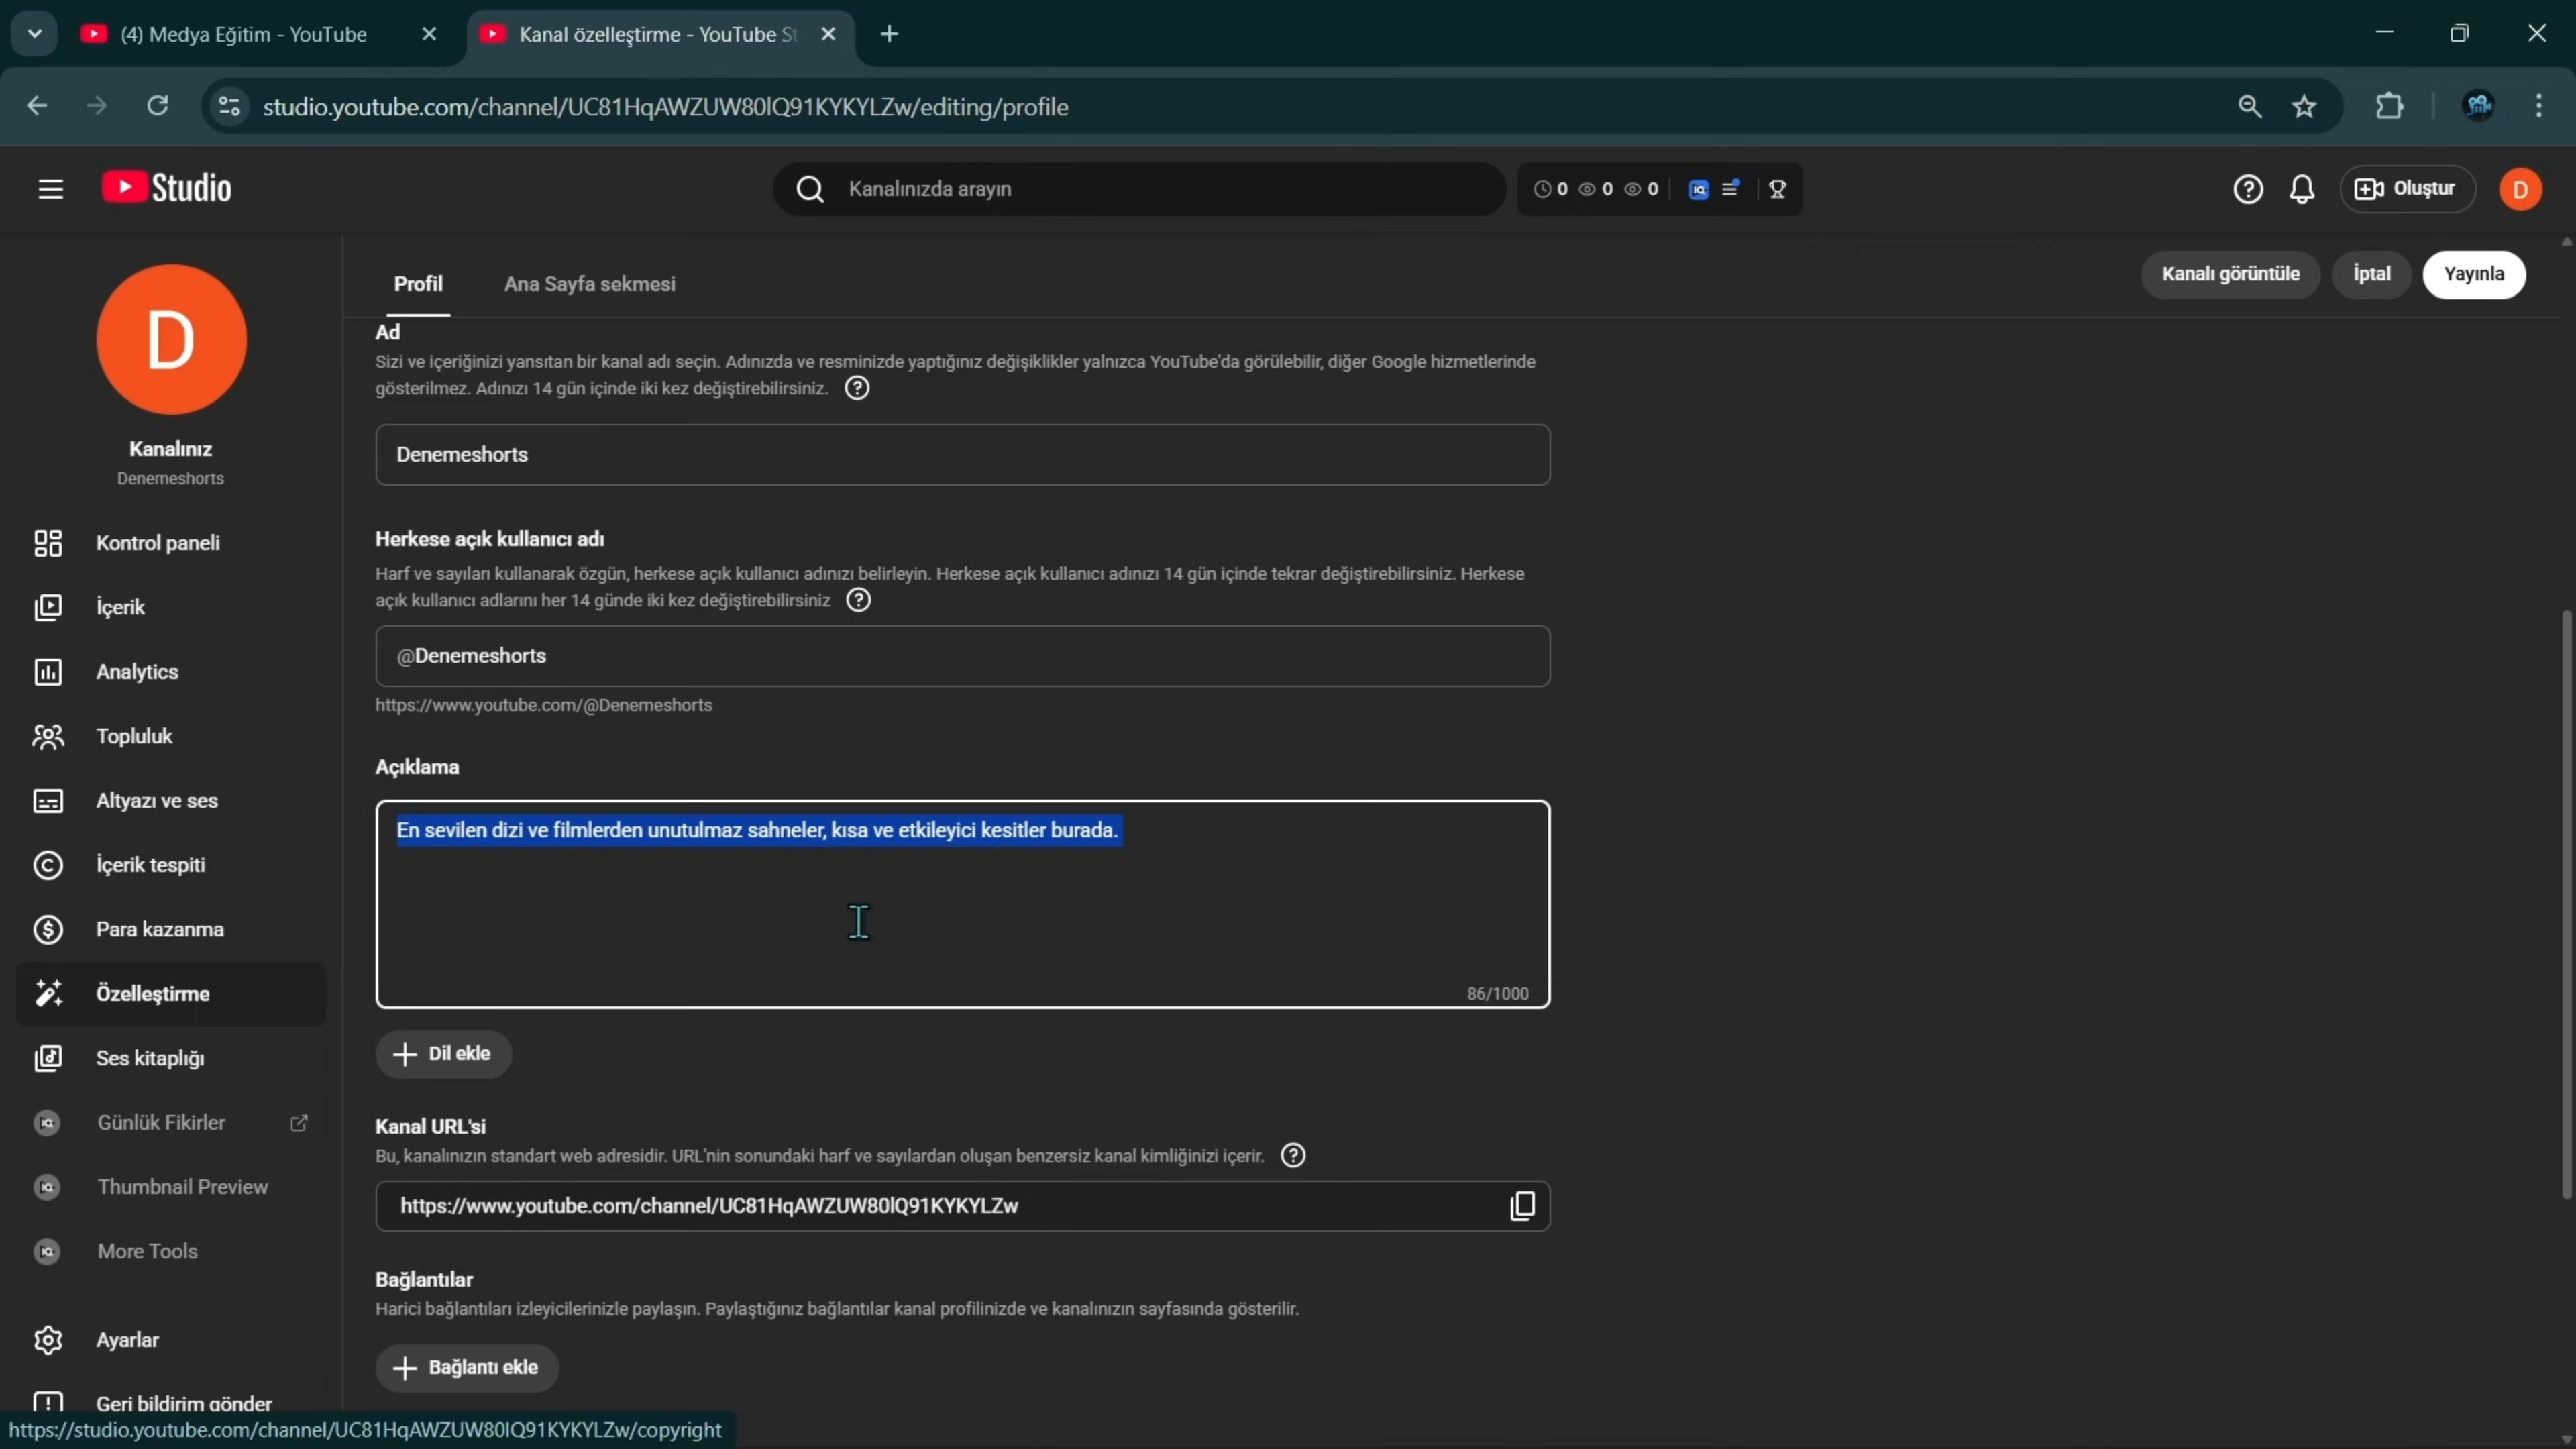 (4) Medya Eğitim - YouTube
Kanal özelleştirme - YouTube St
studio.youtube.com/channel/UC81HqAWZUW80lQ91KYKYLZw/editing/profile
Studio
Kanalınızda arayın
0 0 0
Oluştur
D
D
Kanalınız
Denemeshorts
Kontrol paneli
İçerik
Analytics
Topluluk
Altyazı ve ses
İçerik tespiti
Para kazanma
Özelleştirme
Ses kitaplığı
Günlük Fikirler
Thumbnail Preview
More Tools
Ayarlar
Geri bildirim gönder
Profil
Ana Sayfa sekmesi
Kanalı görüntüle
İptal
Yayınla
Ad
Sizi ve içeriğinizi yansıtan bir kanal adı seçin. Adınızda ve resminizde yaptığınız değişiklikler yalnızca YouTube'da görülebilir, diğer Google hizmetlerinde
gösterilmez. Adınızı 14 gün içinde iki kez değiştirebilirsiniz.
Denemeshorts
Herkese açık kullanıcı adı
Harf ve sayıları kullanarak özgün, herkese açık kullanıcı adınızı belirleyin. Herkese açık kullanıcı adınızı 14 gün içinde tekrar değiştirebilirsiniz. Herkese
açık kullanıcı adlarını her 14 günde iki kez değiştirebilirsiniz
@Denemeshorts
https://www.youtube.com/@Denemeshorts
Açıklama
En sevilen dizi ve filmlerden unutulmaz sahneler, kısa ve etkileyici kesitler burada.
86/1000
Dil ekle
Kanal URL'si
Bu, kanalınızın standart web adresidir. URL'nin sonundaki harf ve sayılardan oluşan benzersiz kanal kimliğinizi içerir.
https://www.youtube.com/channel/UC81HqAWZUW80lQ91KYKYLZw
Bağlantılar
Harici bağlantıları izleyicilerinizle paylaşın. Paylaştığınız bağlantılar kanal profilinizde ve kanalınızın sayfasında gösterilir.
Bağlantı ekle
https://studio.youtube.com/channel/UC81HqAWZUW80lQ91KYKYLZw/copyright